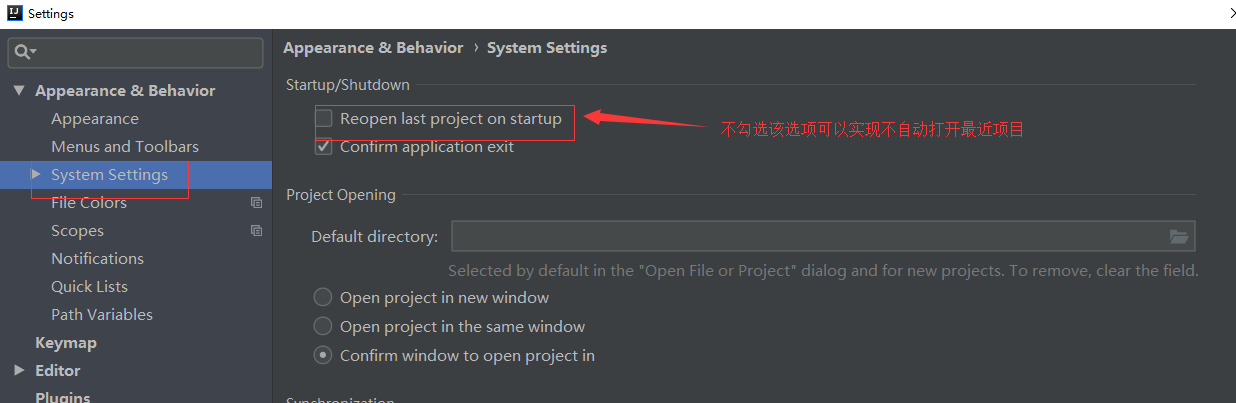 IJ Settings
Appearance & Behavior
Appearance
Menus and Toolbars
System Settings
File Colors
Scopes
Notifications
Quick Lists
Path Variables
Keymap
Editor
Plugins
Appearance & Behavior › System Settings
Startup/Shutdown
Reopen last project on startup
不勾选该选项可以实现不自动打开最近项目
Confirm application exit
Project Opening
Default directory:
Selected by default in the "Open File or Project" dialog and for new projects. To remove, clear the field.
Open project in new window
Open project in the same window
Confirm window to open project in
Synchronization